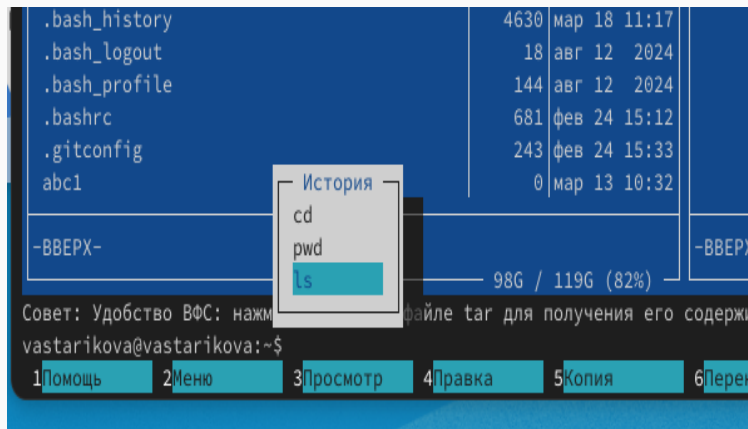 .bash_history 4630 мар 18 11:17
.bash_logout 18 авг 12 2024
.bash_profile 144 авг 12 2024
.bashrc 681 фев 24 15:12
.gitconfig 243 фев 24 15:33
abc1 0 мар 13 10:32
История
cd
pwd
ls
-ВВЕРХ-
-ВВЕРХ
98G / 119G (82%)
Совет: Удобство ВФС: нажм файле tar для получения его содержи
vastarikova@vastarikova:~$
1Помощь 2Меню 3Просмотр 4Правка 5Копия 6Перен